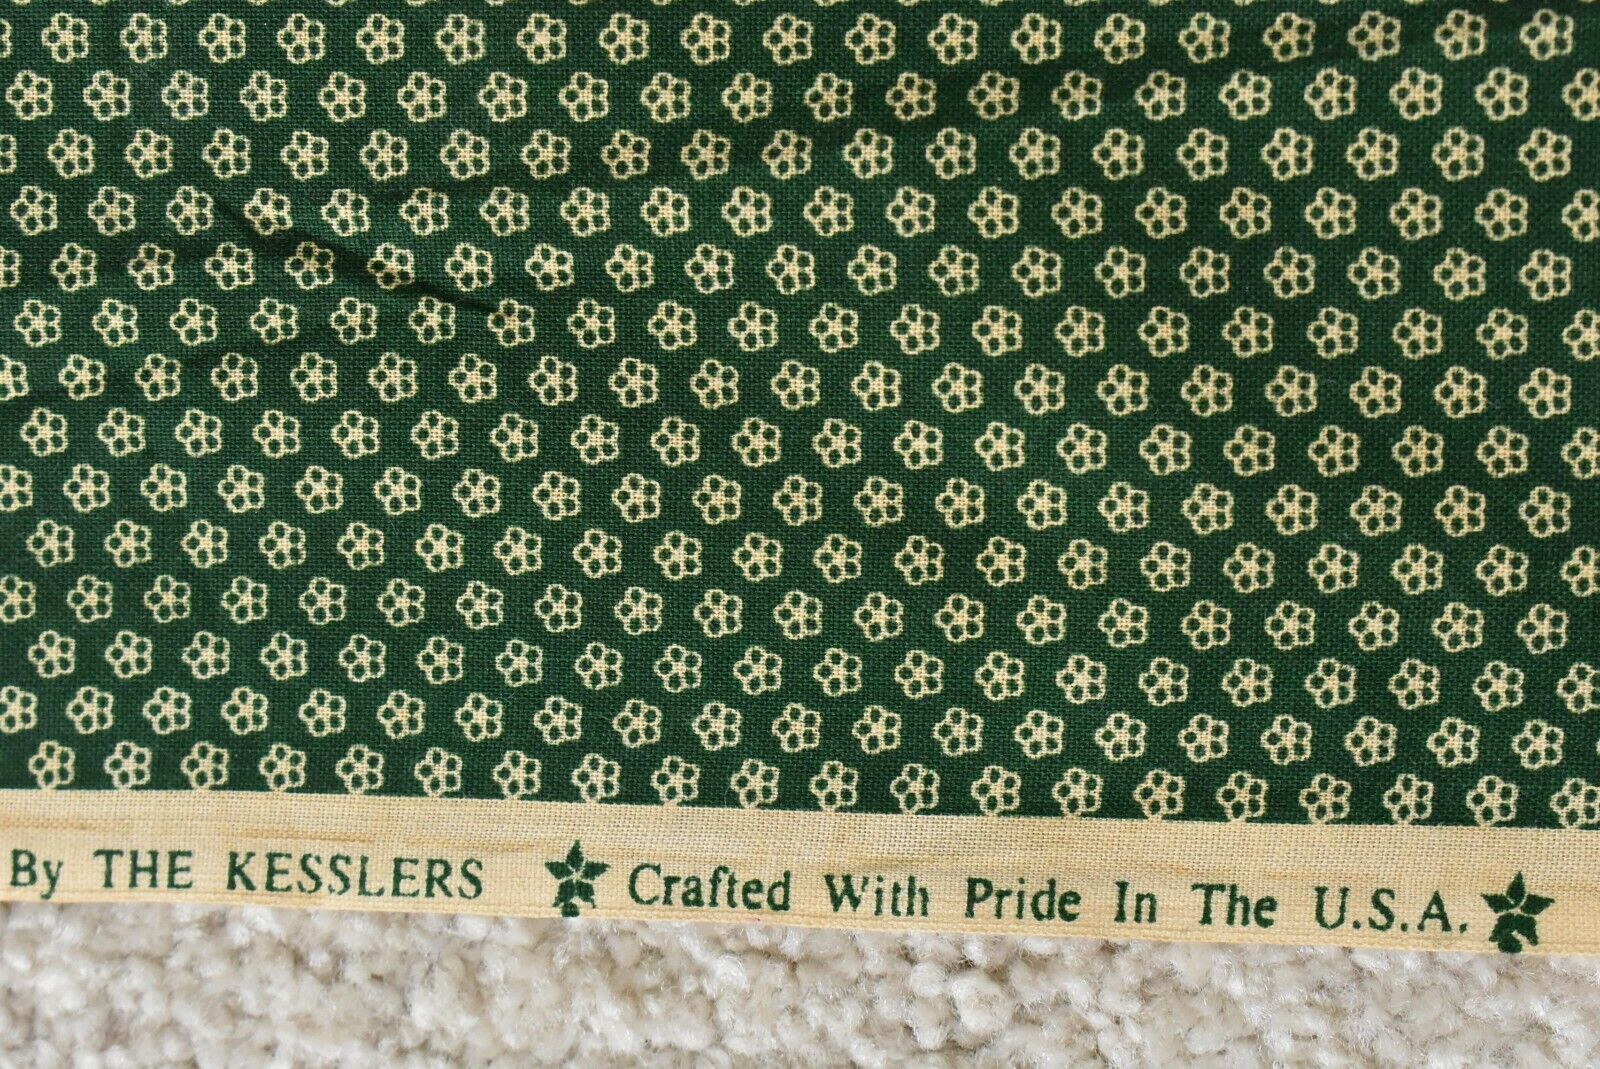 By THE KESSLERS Crafted With Pride In The U.S.A.